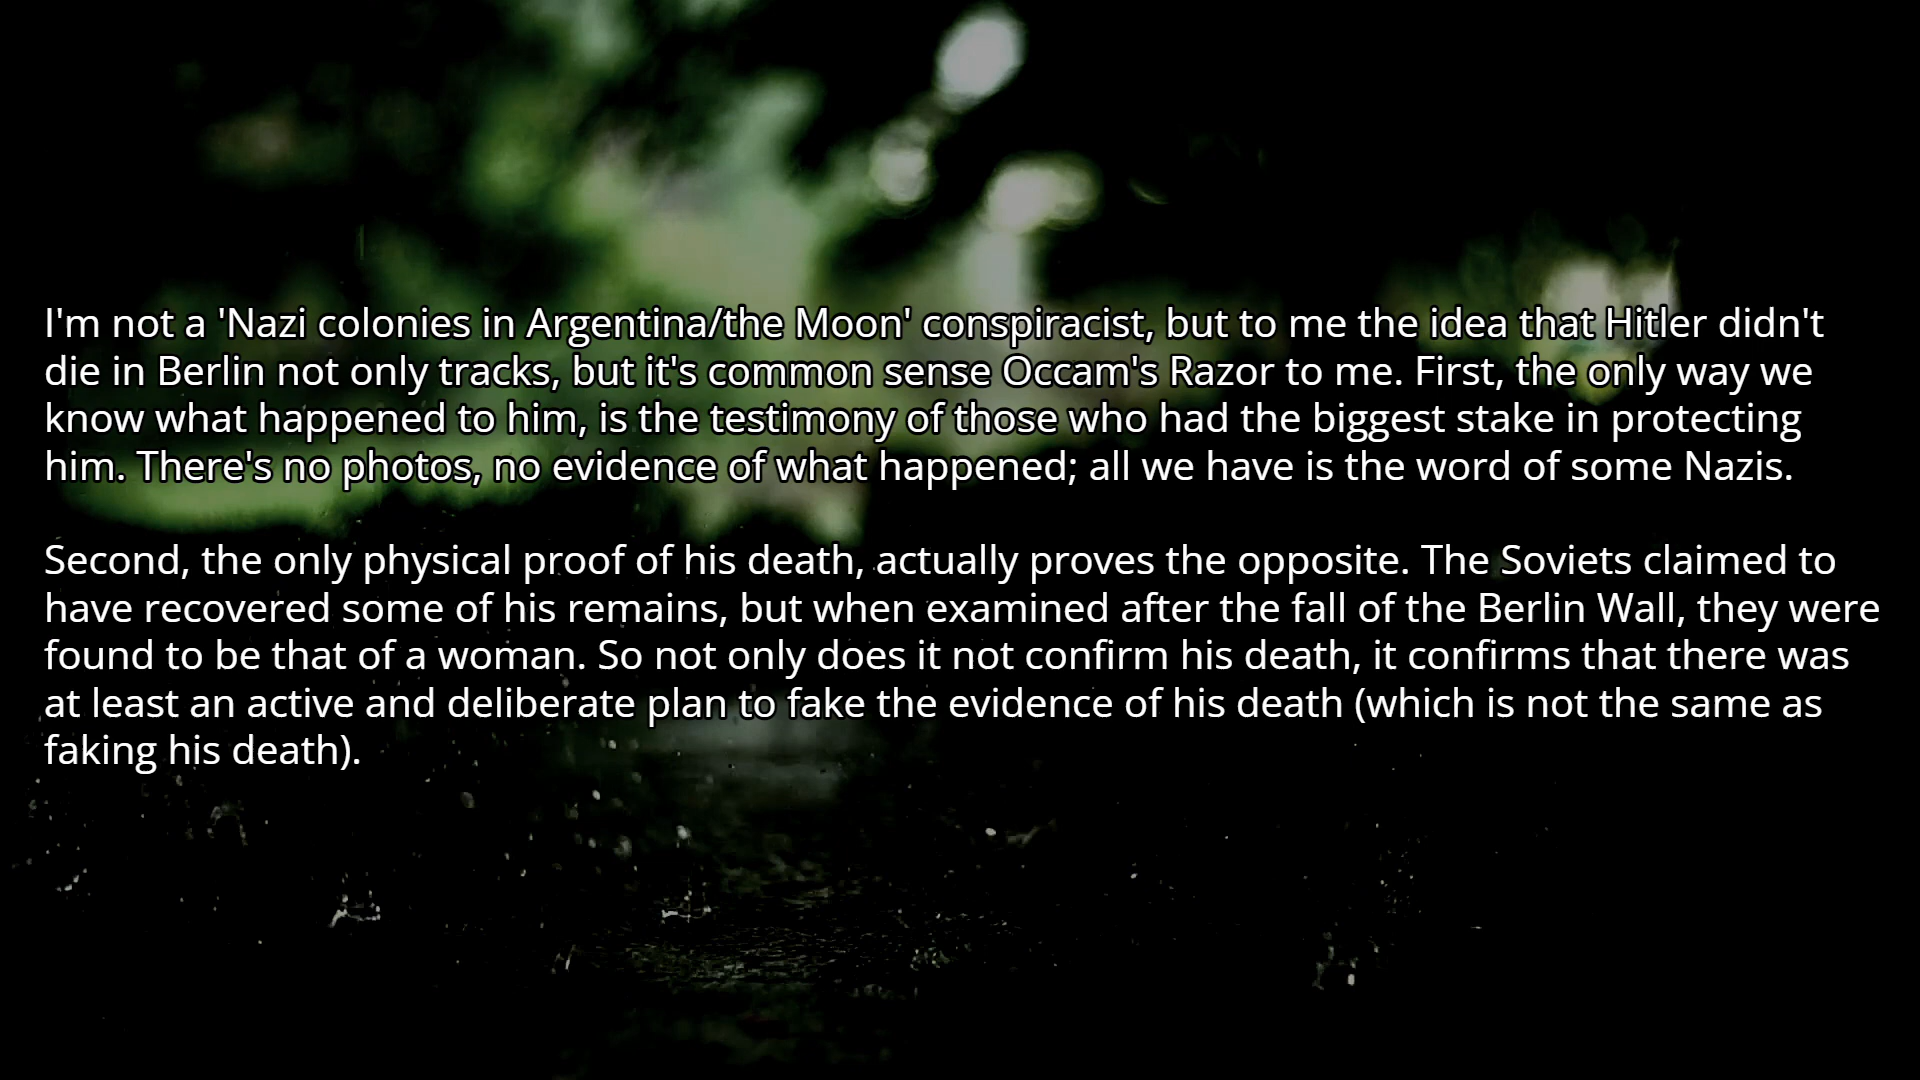 I'm not a 'Nazi colonies in Argentina/the Moon' conspiracist, but to me the idea that Hitler didn't
die in Berlin not only tracks, but it's common sense Occam's Razor to me. First, the only way we
know what happened to him, is the testimony of those who had the biggest stake in protecting
him. There's no photos, no evidence of what happened; all we have is the word of some Nazis.

Second, the only physical proof of his death, actually proves the opposite. The Soviets claimed to
have recovered some of his remains, but when examined after the fall of the Berlin Wall, they were
found to be that of a woman. So not only does it not confirm his death, it confirms that there was
at least an active and deliberate plan to fake the evidence of his death (which is not the same as
faking his death).